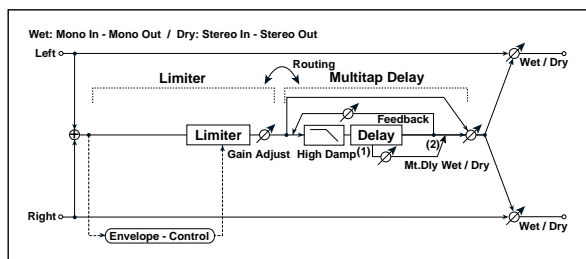 Wet: Mono In - Mono Out / Dry: Stereo In - Stereo Out
Left
Wet / Dry
Routing
Limiter
Multitap Delay
Feedback
Limiter
Delay
Gain Adjust
High Damp
(1)
(2)
Mt.Dly Wet / Dry
Right
Wet / Dry
Envelope - Control